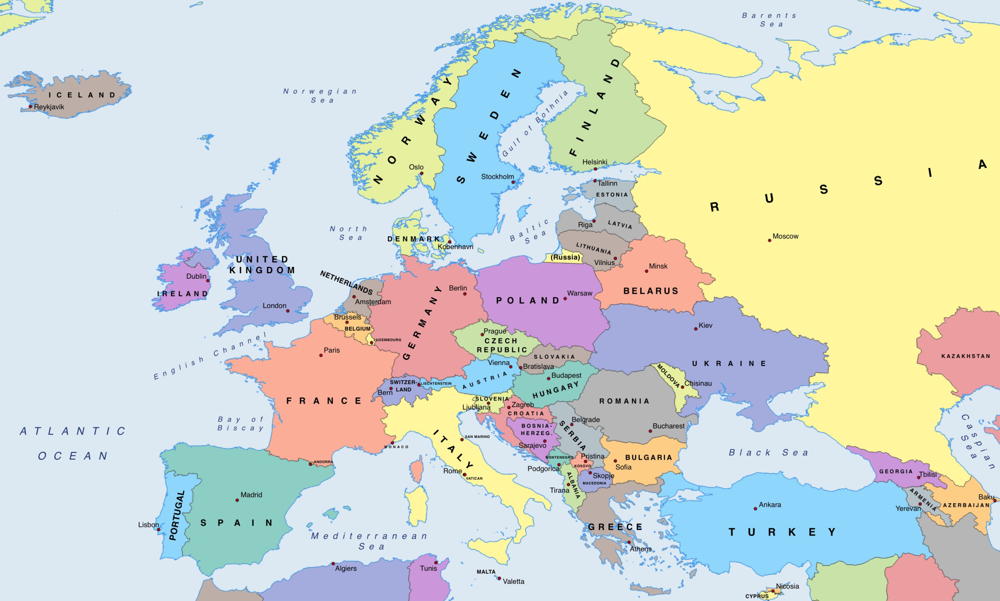 Barents
Sea
Norwegian
Sea
ICELAND
Reykjavik
NORWAY
Oslo
SWEDEN
Stockholm
Gulf of Bothnia
FINLAND
Helsinki
RUSSIA
Moscow
Tallinn
ESTONIA
Riga
LATVIA
LITHUANIA
Vilnius
(Russia)
Baltic
Sea
North
Sea
DENMARK
Kobenhavn
UNITED
KINGDOM
London
Dublin
IRELAND
NETHERLANDS
Amsterdam
Brussels
BELGIUM
LUXEMBOURG
GERMANY
Berlin
POLAND
Warsaw
Minsk
BELARUS
Kiev
UKRAINE
KAZAKHSTAN
Prague
CZECH
REPUBLIC
SLOVAKIA
Bratislava
Vienna
AUSTRIA
Budapest
HUNGARY
MOLDOVA
Chisinau
English Channel
Paris
FRANCE
SWITZER-
LAND
Bern
LIECHTENSTEIN
SLOVENIA
Ljubljana
Zagreb
CROATIA
ROMANIA
Bucharest
BOSNIA-
HERZEG.
Sarajevo
Belgrade
SERBIA
Bay of
Biscay
ATLANTIC
OCEAN
MONACO
SAN MARINO
ITALY
Rome
VATICAN
ANDORRA
MONTENEGRO
Podgorica
Pristina
KOSOVO
Skopje
MACEDONIA
ALBANIA
Tirana
BULGARIA
Sofia
Black Sea
Caspian
Sea
GEORGIA
Tbilisi
ARMENIA
Yerevan
AZERBAIJAN
Baku
PORTUGAL
Lisbon
Madrid
SPAIN
Mediterranean
Sea
GREECE
Athens
Ankara
TURKEY
Algiers
Tunis
MALTA
Valetta
Nicosia
CYPRUS